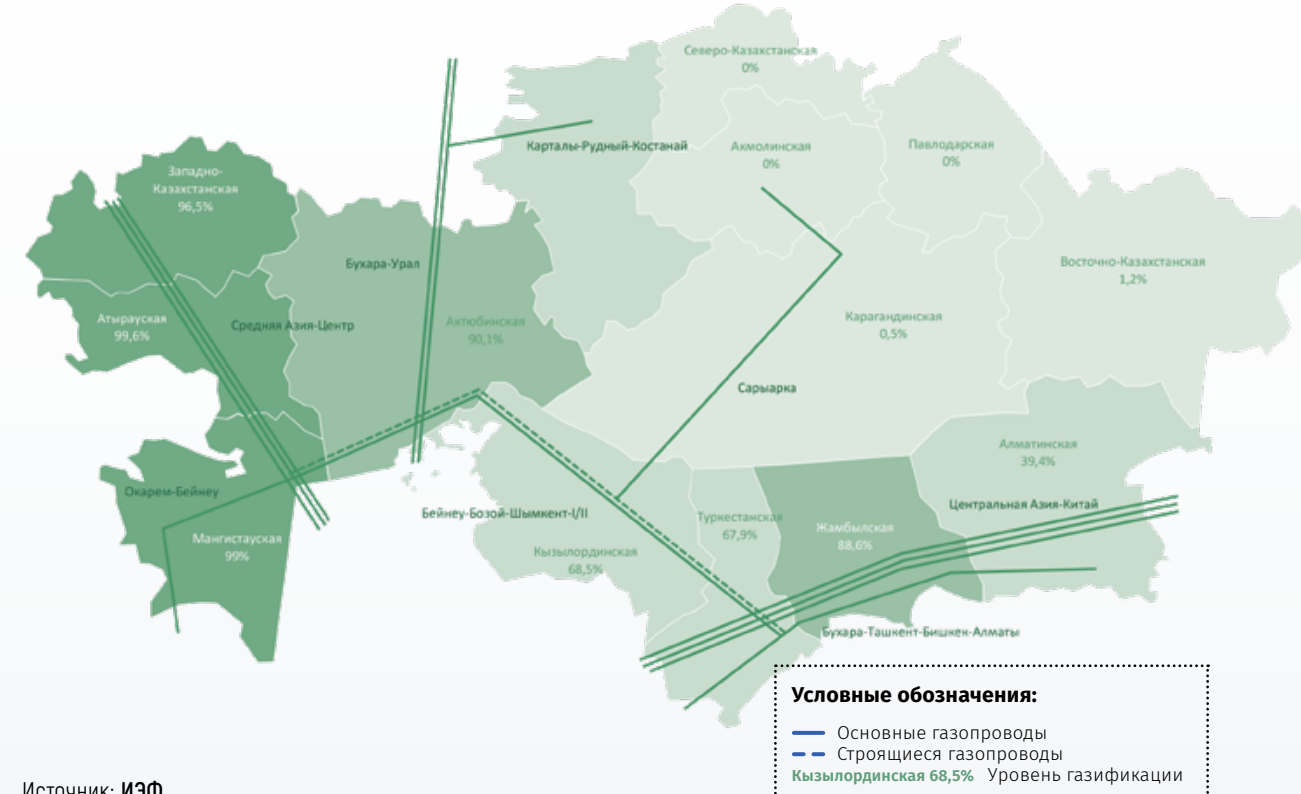 Северо-Казахстанская
0%
Карталы-Рудный-Костанай
Акмолинская
0%
Павлодарская
0%
Западно-
Казахстанская
96,5%
Бухара-Урал
Восточно-Казахстанская
1,2%
Атырауская
99,6%
Средняя Азия-Центр
Актюбинская
90,1%
Карагандинская
0,5%
Сарыарка
Алматинская
39,4%
Окарем-Бейнеу
Бейнеу-Бозой-Шымкент-I/II
Центральная Азия-Китай
Туркестанская
67,9%
Жамбылская
88,6%
Мангистауская
99%
Кызылординская
68,5%
Бухара-Ташкент-Бишкек-Алматы
Условные обозначения:
Основные газопроводы
Строящиеся газопроводы
Кызылординская 68,5% Уровень газификации
Источник: ИЭФ